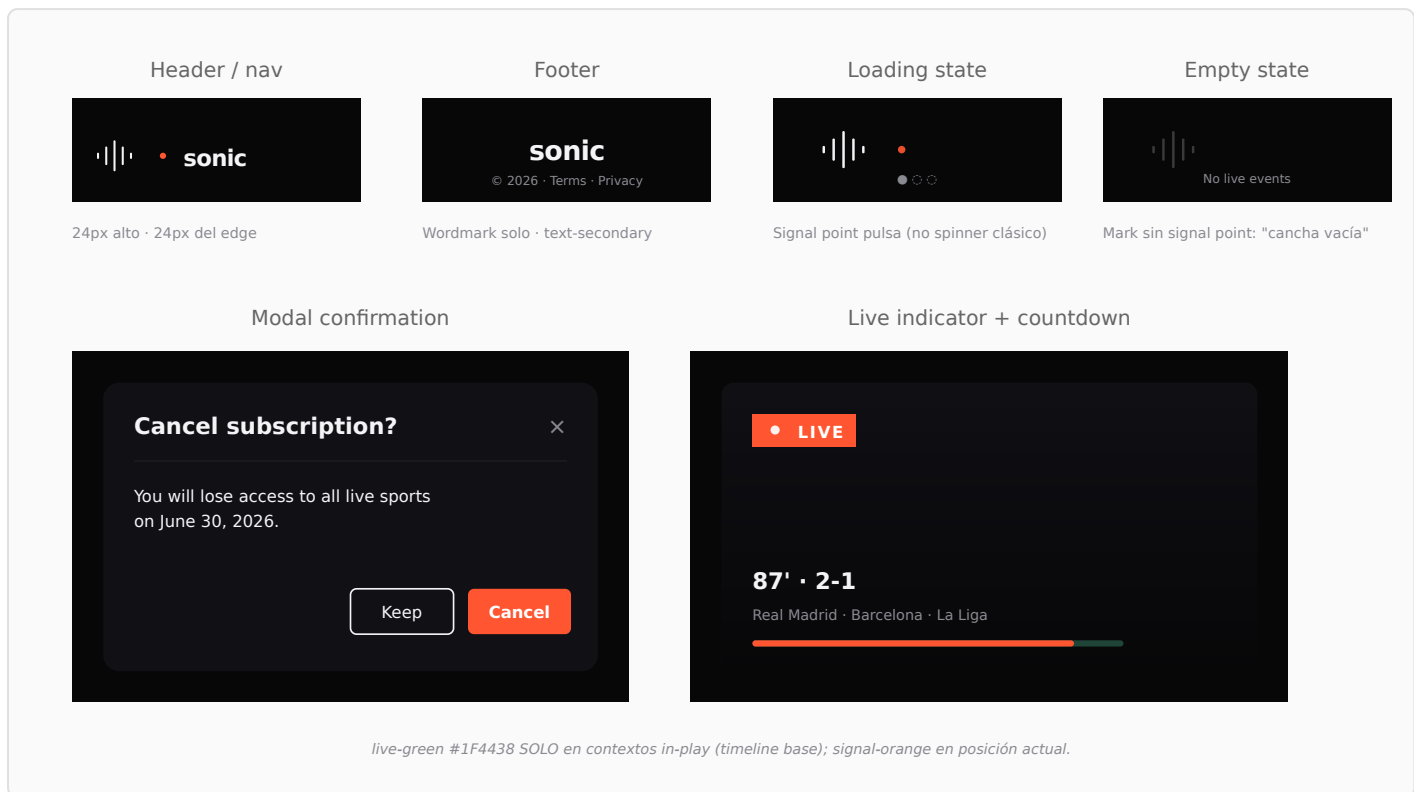 Header / nav
Footer
Loading state
Empty state
sonic
sonic
© 2026 · Terms · Privacy
No live events
24px alto · 24px del edge
Wordmark solo · text-secondary
Signal point pulsa (no spinner clásico)
Mark sin signal point: "cancha vacía"
Modal confirmation
Live indicator + countdown
Cancel subscription?
×
You will lose access to all live sports
on June 30, 2026.
Keep
Cancel
LIVE
87' · 2-1
Real Madrid · Barcelona · La Liga
live-green #1F4438 SOLO en contextos in-play (timeline base); signal-orange en posición actual.